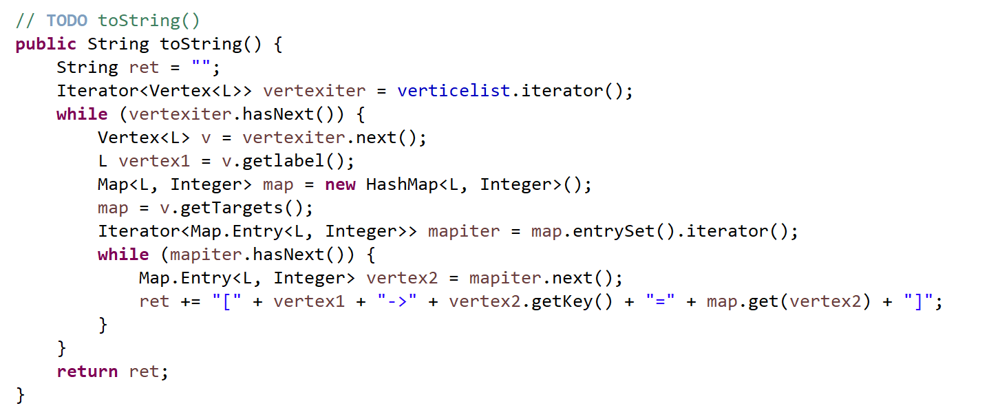 // TODO toString()
public String toString() {
    String ret = "";
    Iterator<Vertex<L>> vertexiter = verticelist.iterator();
    while (vertexiter.hasNext()) {
        Vertex<L> v = vertexiter.next();
        L vertex1 = v.getlabel();
        Map<L, Integer> map = new HashMap<L, Integer>();
        map = v.getTargets();
        Iterator<Map.Entry<L, Integer>> mapiter = map.entrySet().iterator();
        while (mapiter.hasNext()) {
            Map.Entry<L, Integer> vertex2 = mapiter.next();
            ret += "[" + vertex1 + "->" + vertex2.getKey() + "=" + map.get(vertex2) + "]";
        }
    }
    return ret;
}